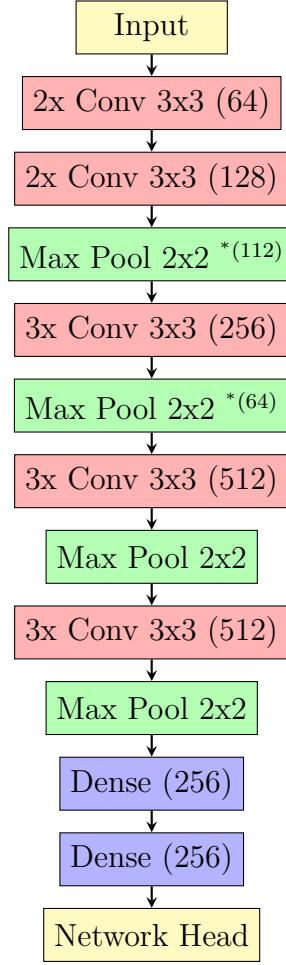 Input
2x Conv 3x3 (64)
2x Conv 3x3 (128)
Max Pool 2x2 *(112)
3x Conv 3x3 (256)
Max Pool 2x2 *(64)
3x Conv 3x3 (512)
Max Pool 2x2
3x Conv 3x3 (512)
Max Pool 2x2
Dense (256)
Dense (256)
Network Head